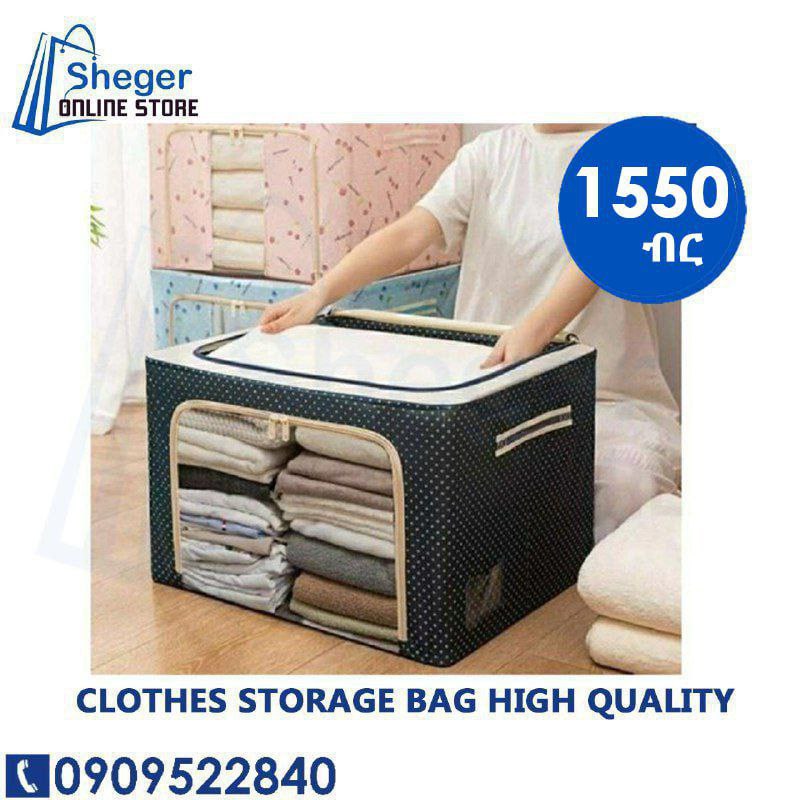 Sheger
ONLINE STORE
1550
ብር
CLOTHES STORAGE BAG HIGH QUALITY
0909522840